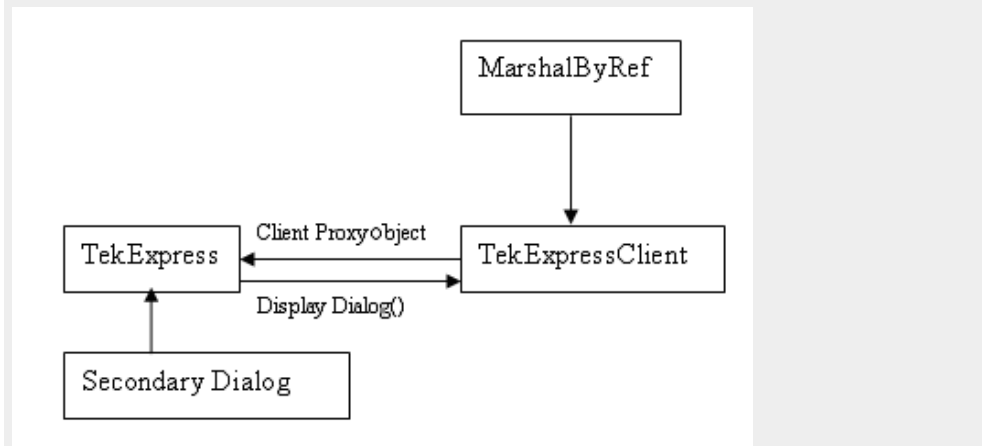 MarshalByRef
Client Proxyobject
TekExpress
TekExpressClient
Display Dialog()
Secondary Dialog